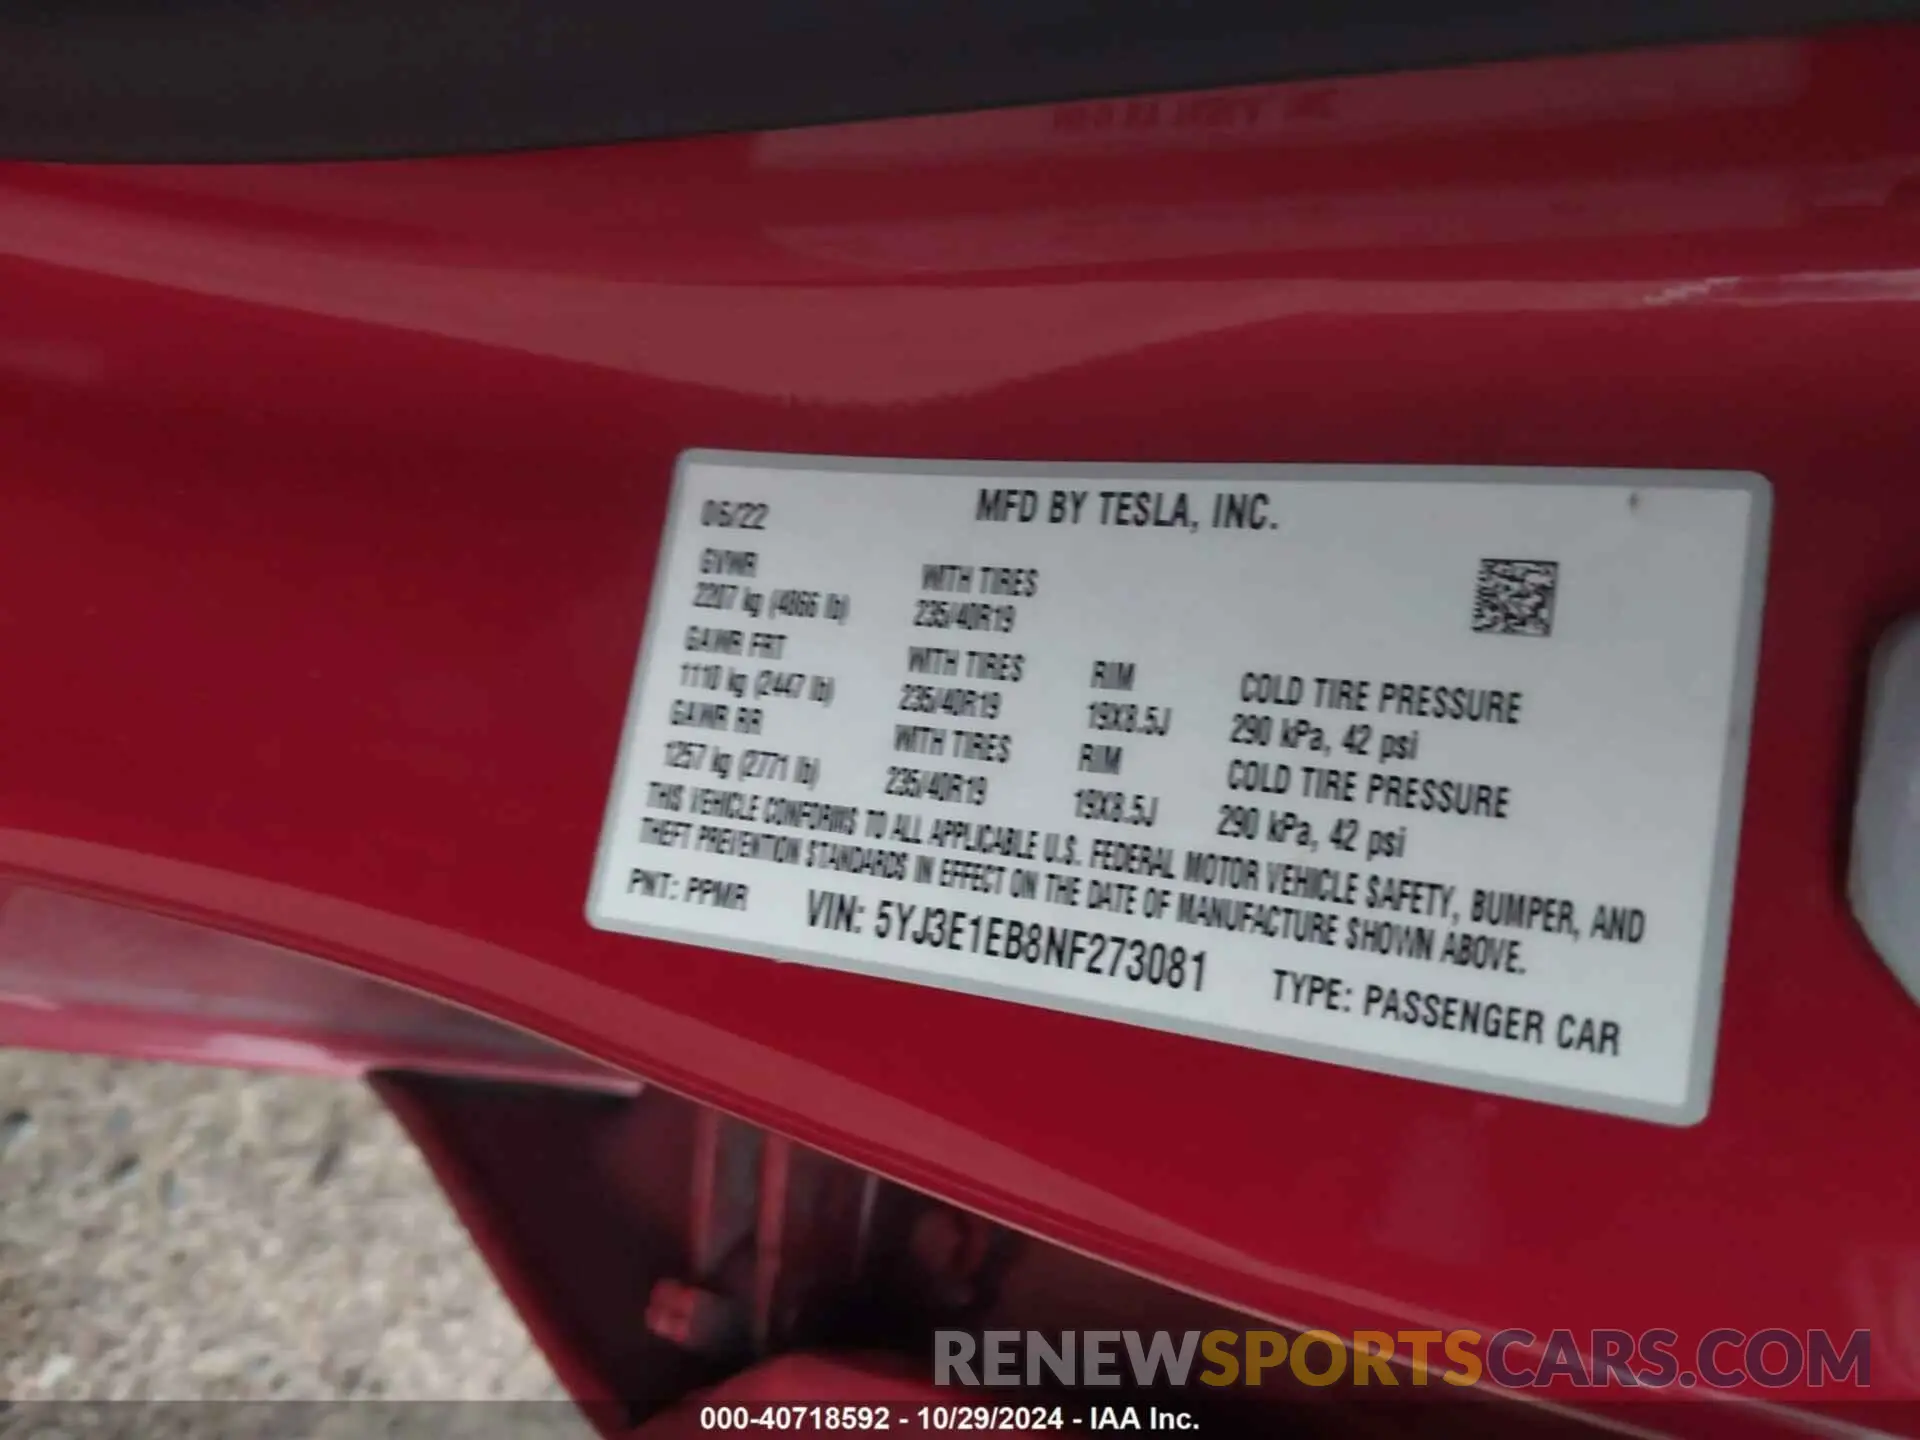 06/22
MFD BY TESLA, INC.
GVWR
2207 kg (4866 lb)
WITH TIRES
235/40R19
GAWR FRT
1110 kg (2447 lb)
WITH TIRES
235/40R19
RIM
19X8.5J
COLD TIRE PRESSURE
290 kPa, 42 psi
GAWR RR
1257 kg (2771 lb)
WITH TIRES
235/40R19
RIM
19X8.5J
COLD TIRE PRESSURE
290 kPa, 42 psi
THIS VEHICLE CONFORMS TO ALL APPLICABLE U.S. FEDERAL MOTOR VEHICLE SAFETY, BUMPER, AND
THEFT PREVENTION STANDARDS IN EFFECT ON THE DATE OF MANUFACTURE SHOWN ABOVE.
PNT: PPMR
VIN: 5YJ3E1EB8NF273081
TYPE: PASSENGER CAR
RENEWSPORTSCARS.COM
000-40718592 - 10/29/2024 - IAA Inc.